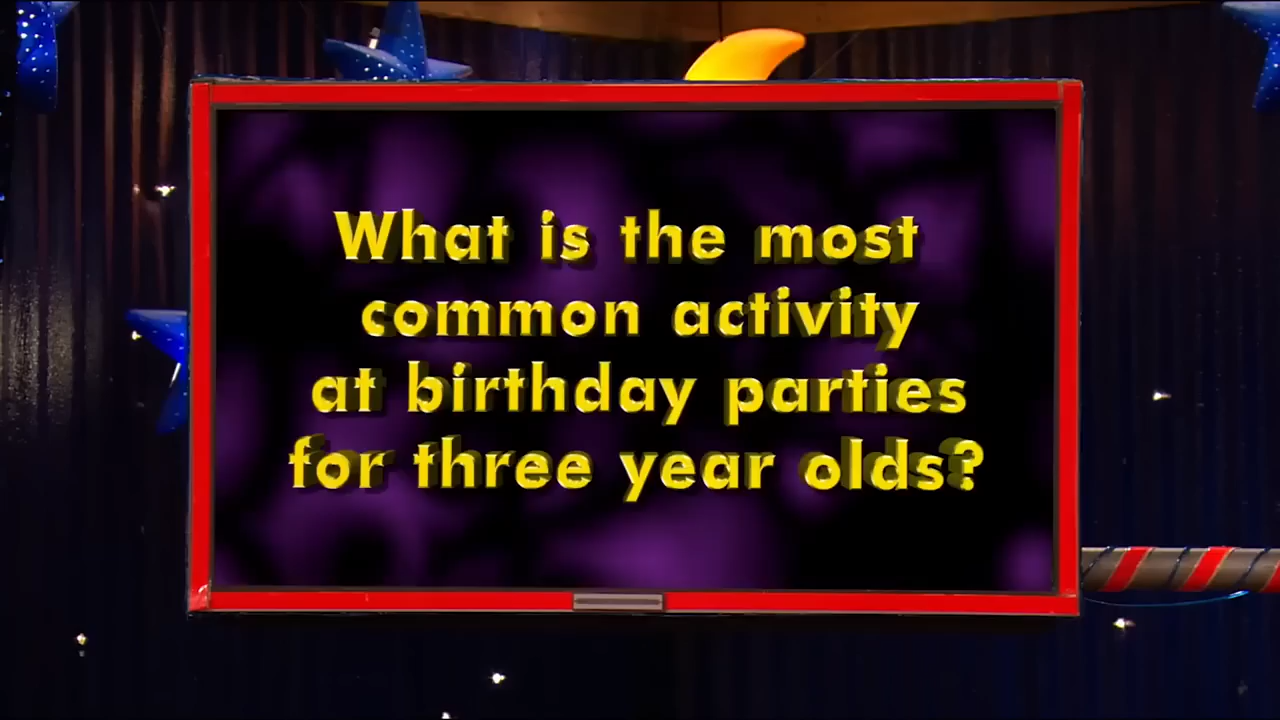 What is the most
common activity
at birthday parties
for three year olds?